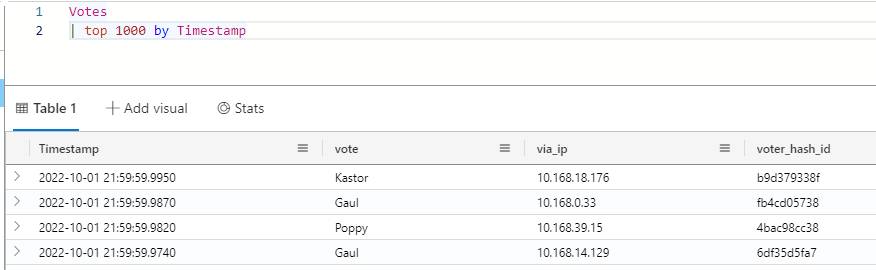 1 Votes
2 | top 1000 by Timestamp
Table 1 Add visual Stats
Timestamp vote via_ip voter_hash_id
2022-10-01 21:59:59.9950 Kastor 10.168.18.176 b9d379338f
2022-10-01 21:59:59.9870 Gaul 10.168.0.33 fb4cd05738
2022-10-01 21:59:59.9820 Poppy 10.168.39.15 4bac98cc38
2022-10-01 21:59:59.9740 Gaul 10.168.14.129 6df35d5fa7